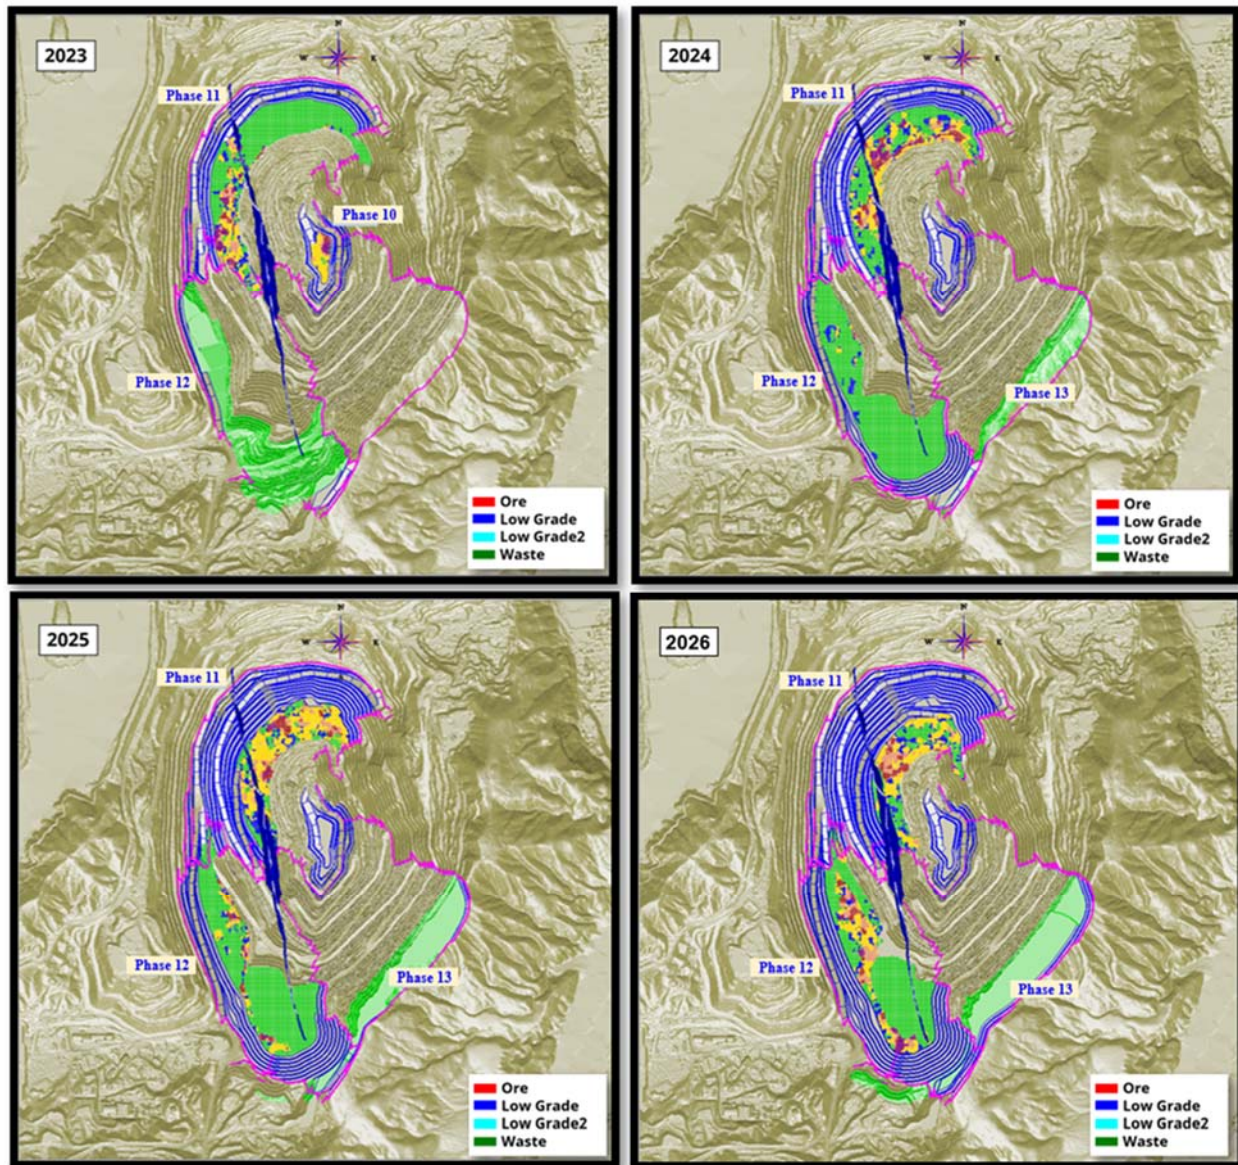 2023
N
W
E
Phase 11
Phase 10
Phase 12
Ore
Low Grade
Low Grade2
Waste
2024
N
W
E
Phase 11
Phase 12
Phase 13
Ore
Low Grade
Low Grade2
Waste
2025
N
W
E
Phase 11
Phase 12
Phase 13
Ore
Low Grade
Low Grade2
Waste
2026
N
W
E
Phase 11
Phase 12
Phase 13
Ore
Low Grade
Low Grade2
Waste